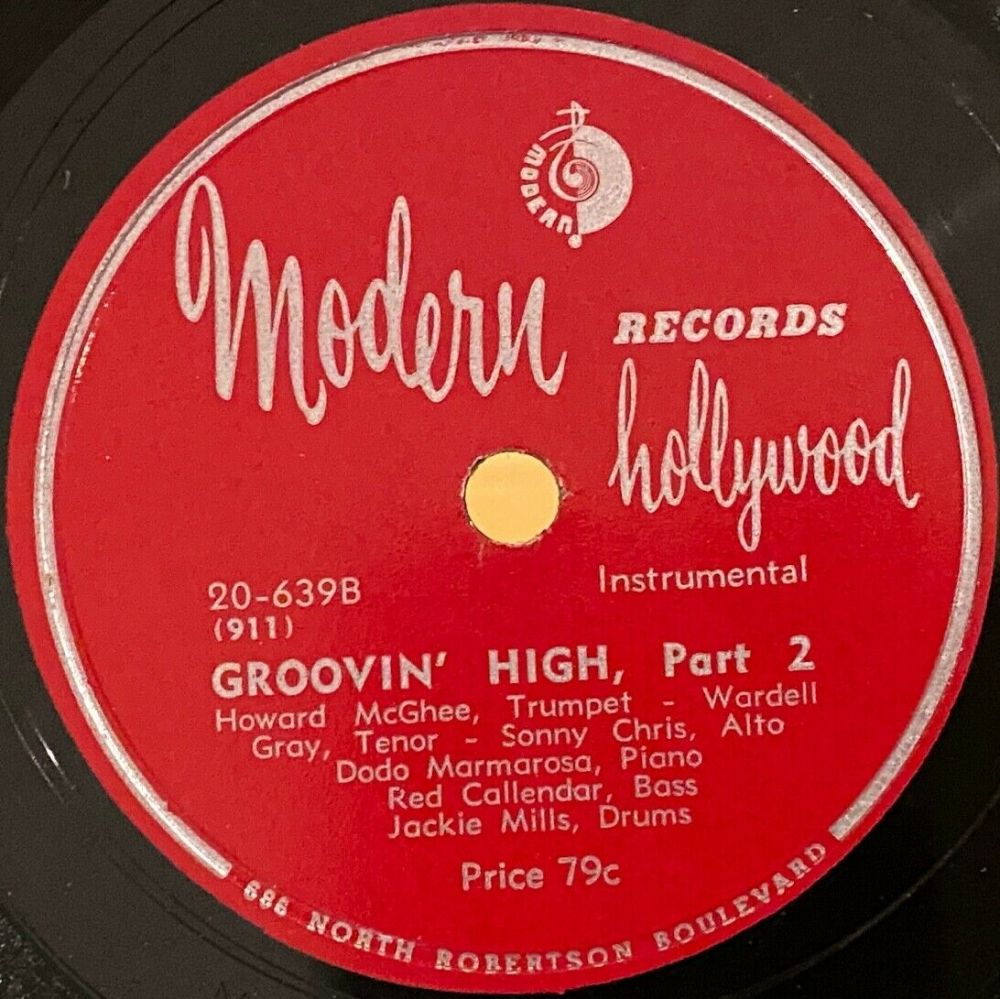 MODERN
Modern
RECORDS
hollywood
Instrumental
20-639B
(911)
GROOVIN' HIGH, Part 2
Howard McGhee, Trumpet - Wardell
Gray, Tenor - Sonny Chris, Alto
Dodo Marmarosa, Piano
Red Callendar, Bass
Jackie Mills, Drums
Price 79c
686 NORTH ROBERTSON BOULEVARD